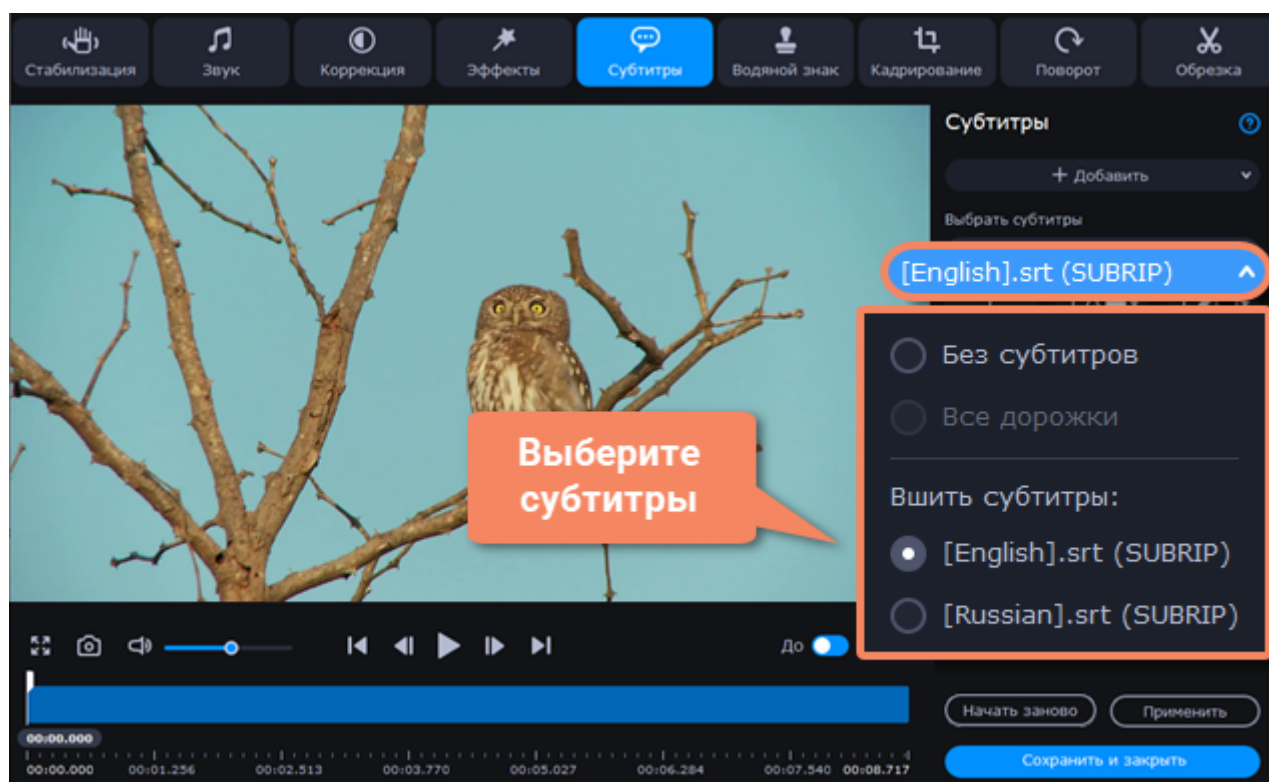 Стабилизация
Звук
Коррекция
Эффекты
Субтитры
Водяной знак
Кадрирование
Поворот
Обрезка
Субтитры
?
+ Добавить
Выбрать субтитры
[English].srt (SUBRIP)
Без субтитров
Все дорожки
Вшить субтитры:
[English].srt (SUBRIP)
[Russian].srt (SUBRIP)
Выберите
субтитры
До
00:00.000
00:00.000 00:01.256 00:02.513 00:03.770 00:05.027 00:06.284 00:07.540 00:08.717
Начать заново
Применить
Сохранить и закрыть